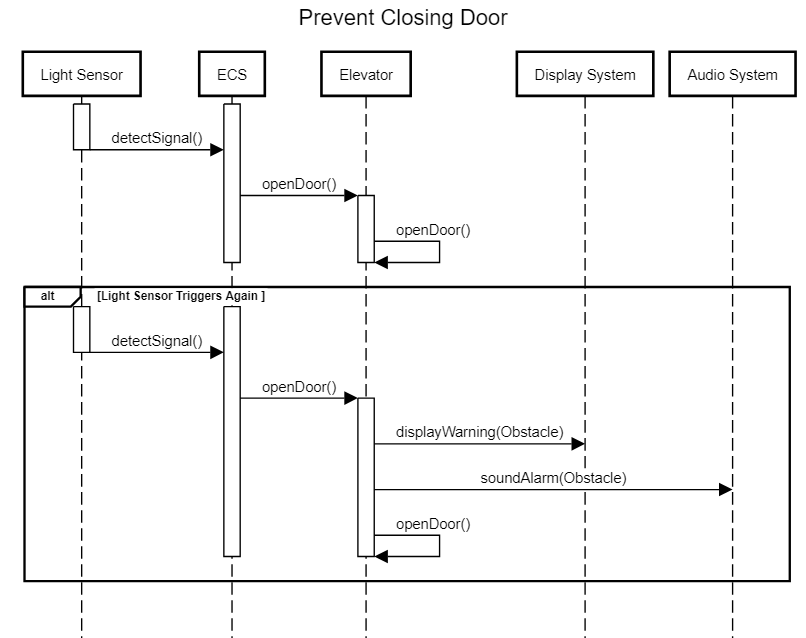 Prevent Closing Door
Light Sensor
ECS
Elevator
Display System
Audio System
detectSignal()
openDoor()
openDoor()
alt
[Light Sensor Triggers Again ]
detectSignal()
openDoor()
displayWarning(Obstacle)
soundAlarm(Obstacle)
openDoor()